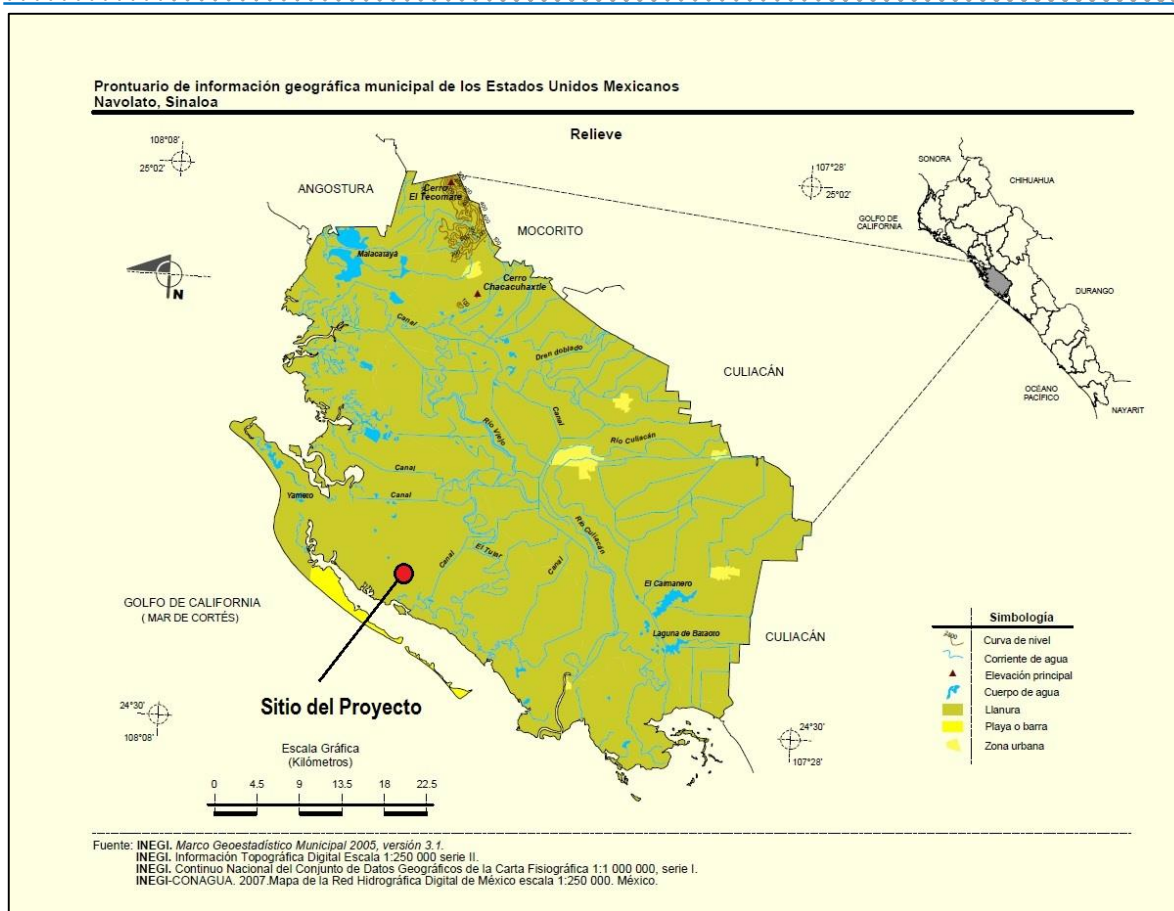 Prontuario de información geográfica municipal de los Estados Unidos Mexicanos
Navolato, Sinaloa
Relieve
108°08'
25°02'
107°28'
25°02'
ANGOSTURA
Cerro
El Tecomate
MOCORITO
SONORA
CHIHUAHUA
GOLFO DE
CALIFORNIA
DURANGO
OCÉANO
PACÍFICO
NAYARIT
N
Malacataya
Cerro
Chacacuhaxtle
Canal
Dren doblado
CULIACÁN
Canal
Río Viejo
Río Culiacán
Canal
Canal
Yameto
Río Culiacán
El Tular
Canal
Canal
El Caimanero
Laguna de Bataoto
CULIACÁN
GOLFO DE CALIFORNIA
( MAR DE CORTÉS)
Sitio del Proyecto
24°30'
108°08'
24°30'
107°28'
Simbología
Curva de nivel
Corriente de agua
Elevación principal
Cuerpo de agua
Llanura
Playa o barra
Zona urbana
Escala Gráfica
(Kilómetros)
0 4.5 9 13.5 18 22.5
Fuente: INEGI. Marco Geoestadístico Municipal 2005, versión 3.1.
INEGI. Información Topográfica Digital Escala 1:250 000 serie II.
INEGI. Continuo Nacional del Conjunto de Datos Geográficos de la Carta Fisiográfica 1:1 000 000, serie I.
INEGI-CONAGUA. 2007.Mapa de la Red Hidrográfica Digital de México escala 1:250 000. México.